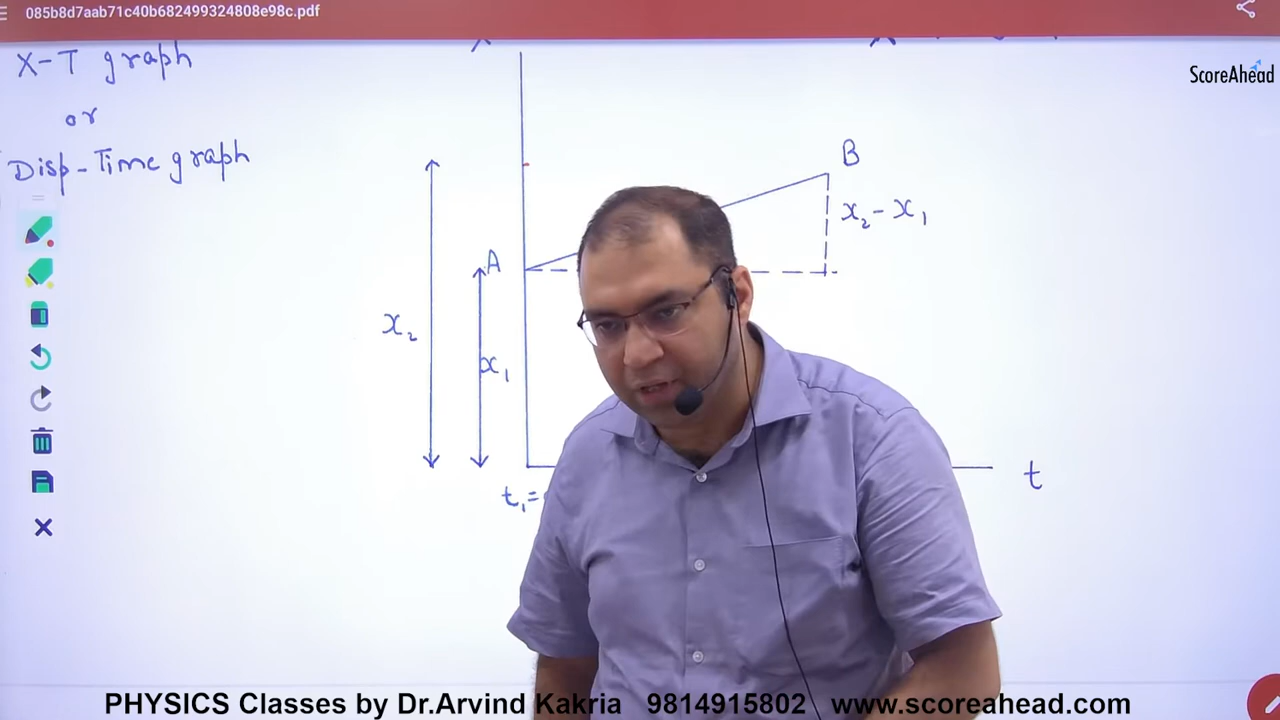 085b8d7aab71c40b682499324808e98c.pdf
X-T graph
or
Disp-Time graph
ScoreAhead
B
x₂ - x₁
A
x₂
x₁
t
t₁ =
PHYSICS Classes by Dr.Arvind Kakria 9814915802 www.scoreahead.com